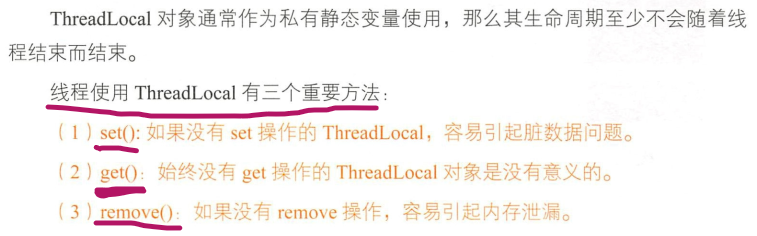 ThreadLocal 对象通常作为私有静态变量使用，那么其生命周期至少不会随着线
程结束而结束。
线程使用 ThreadLocal 有三个重要方法：
（1）set(): 如果没有 set 操作的 ThreadLocal，容易引起脏数据问题。
（2）get()：始终没有 get 操作的 ThreadLocal 对象是没有意义的。
（3）remove()：如果没有 remove 操作，容易引起内存泄漏。